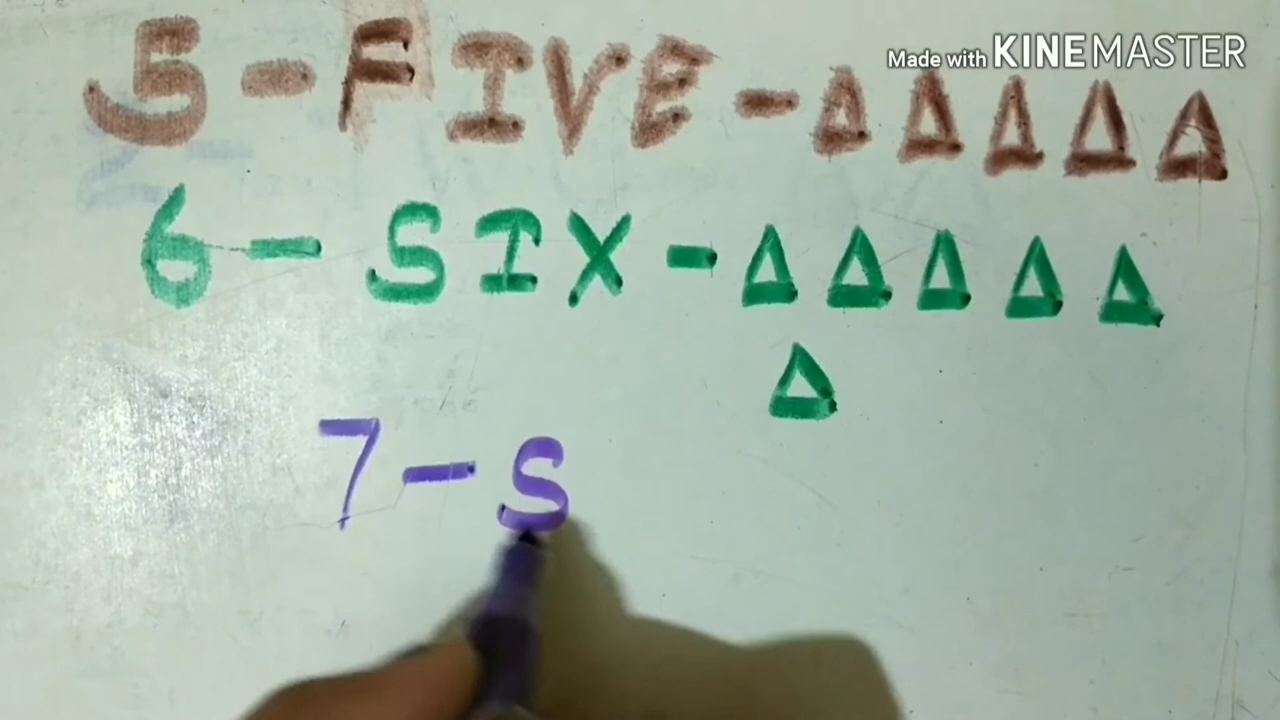 Made with KINEMASTER
5 - FIVE - Δ Δ Δ Δ Δ
6 - SIX - Δ Δ Δ Δ Δ
Δ
7 - S